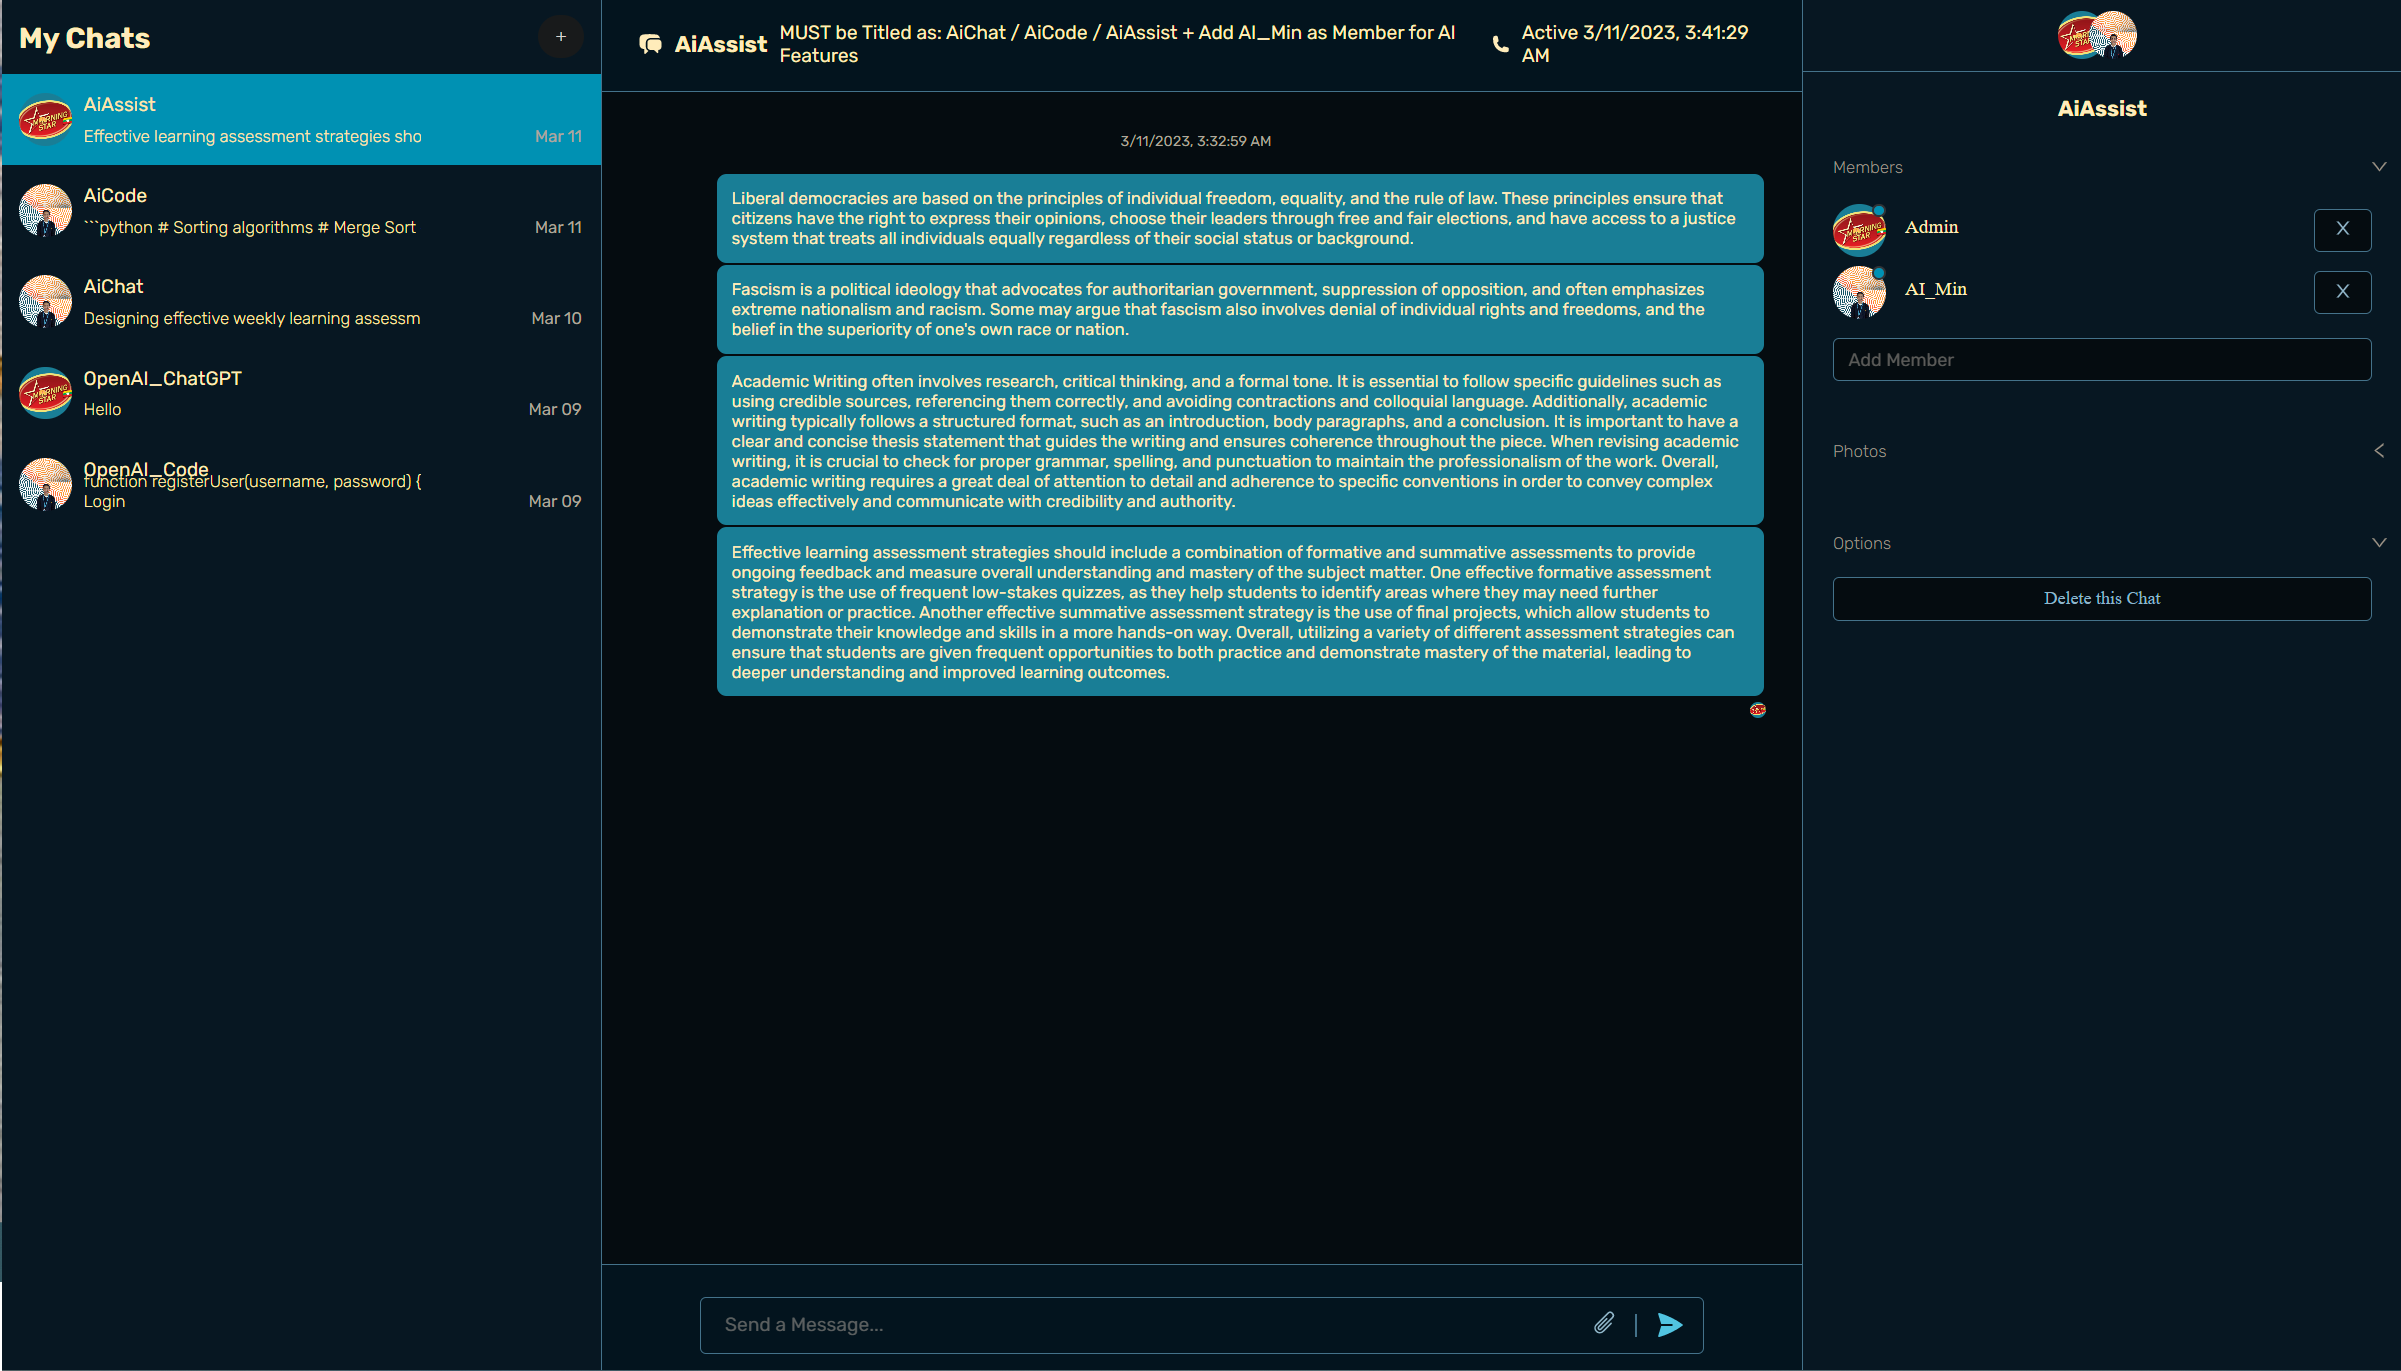 My Chats
+
AiAssist
Effective learning assessment strategies sho
Mar 11
AiCode
```python # Sorting algorithms # Merge Sort
Mar 11
AiChat
Designing effective weekly learning assessm
Mar 10
OpenAI_ChatGPT
Hello
Mar 09
OpenAI_Code
function registerUser(username, password) {
Login
Mar 09
AiAssist
MUST be Titled as: AiChat / AiCode / AiAssist + Add AI_Min as Member for AI
Features
Active 3/11/2023, 3:41:29
AM
3/11/2023, 3:32:59 AM
Liberal democracies are based on the principles of individual freedom, equality, and the rule of law. These principles ensure that
citizens have the right to express their opinions, choose their leaders through free and fair elections, and have access to a justice
system that treats all individuals equally regardless of their social status or background.
Fascism is a political ideology that advocates for authoritarian government, suppression of opposition, and often emphasizes
extreme nationalism and racism. Some may argue that fascism also involves denial of individual rights and freedoms, and the
belief in the superiority of one's own race or nation.
Academic Writing often involves research, critical thinking, and a formal tone. It is essential to follow specific guidelines such as
using credible sources, referencing them correctly, and avoiding contractions and colloquial language. Additionally, academic
writing typically follows a structured format, such as an introduction, body paragraphs, and a conclusion. It is important to have a
clear and concise thesis statement that guides the writing and ensures coherence throughout the piece. When revising academic
writing, it is crucial to check for proper grammar, spelling, and punctuation to maintain the professionalism of the work. Overall,
academic writing requires a great deal of attention to detail and adherence to specific conventions in order to convey complex
ideas effectively and communicate with credibility and authority.
Effective learning assessment strategies should include a combination of formative and summative assessments to provide
ongoing feedback and measure overall understanding and mastery of the subject matter. One effective formative assessment
strategy is the use of frequent low-stakes quizzes, as they help students to identify areas where they may need further
explanation or practice. Another effective summative assessment strategy is the use of final projects, which allow students to
demonstrate their knowledge and skills in a more hands-on way. Overall, utilizing a variety of different assessment strategies can
ensure that students are given frequent opportunities to both practice and demonstrate mastery of the material, leading to
deeper understanding and improved learning outcomes.
Send a Message...
AiAssist
Members
Admin
X
AI_Min
X
Add Member
Photos
Options
Delete this Chat